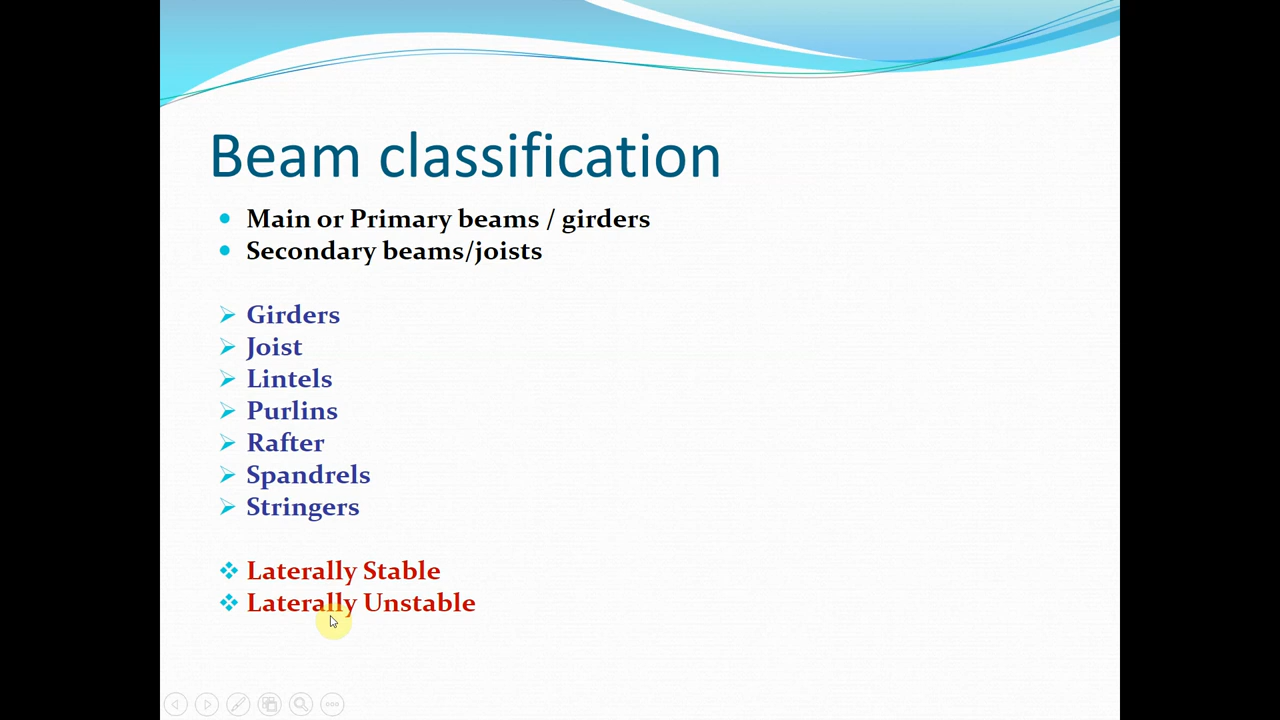 Beam classification
Main or Primary beams / girders
Secondary beams/joists
Girders
Joist
Lintels
Purlins
Rafter
Spandrels
Stringers
Laterally Stable
Laterally Unstable